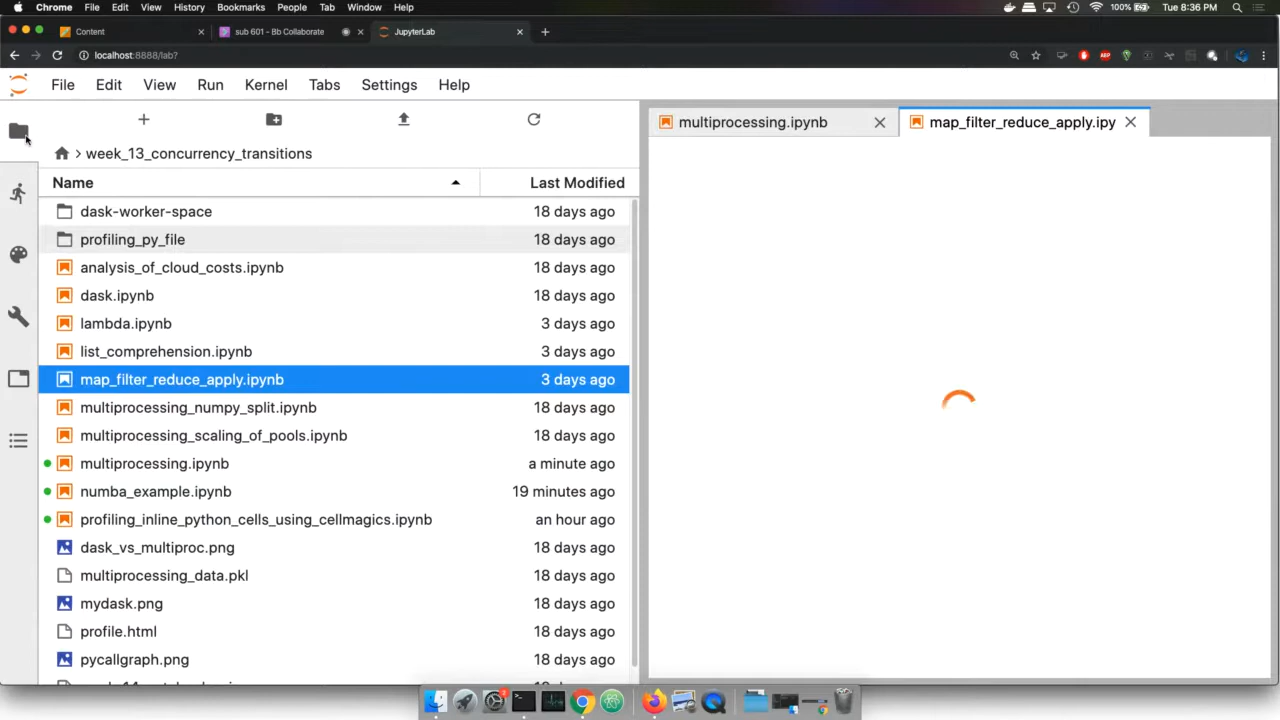 Chrome File Edit View History Bookmarks People Tab Window Help 100% Tue 8:36 PM
Content sub 601 - Bb Collaborate JupyterLab
localhost:8888/lab?
File Edit View Run Kernel Tabs Settings Help
multiprocessing.ipynb map_filter_reduce_apply.ipy
week_13_concurrency_transitions
Name Last Modified
dask-worker-space 18 days ago
profiling_py_file 18 days ago
analysis_of_cloud_costs.ipynb 18 days ago
dask.ipynb 18 days ago
lambda.ipynb 3 days ago
list_comprehension.ipynb 3 days ago
map_filter_reduce_apply.ipynb 3 days ago
multiprocessing_numpy_split.ipynb 18 days ago
multiprocessing_scaling_of_pools.ipynb 18 days ago
multiprocessing.ipynb a minute ago
numba_example.ipynb 19 minutes ago
profiling_inline_python_cells_using_cellmagics.ipynb an hour ago
dask_vs_multiproc.png 18 days ago
multiprocessing_data.pkl 18 days ago
mydask.png 18 days ago
profile.html 18 days ago
pycallgraph.png 18 days ago